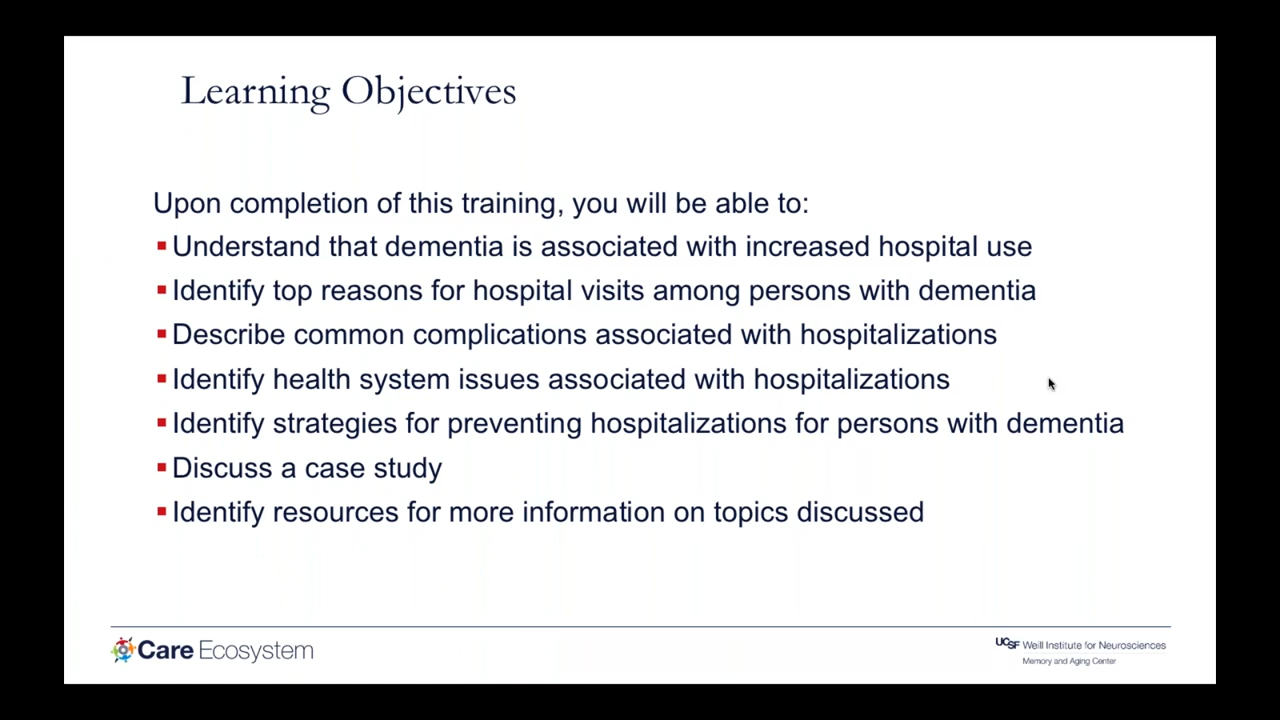 Learning Objectives
Upon completion of this training, you will be able to:
▪Understand that dementia is associated with increased hospital use
▪Identify top reasons for hospital visits among persons with dementia
▪Describe common complications associated with hospitalizations
▪Identify health system issues associated with hospitalizations
▪Identify strategies for preventing hospitalizations for persons with dementia
▪Discuss a case study
▪Identify resources for more information on topics discussed
Care Ecosystem
UCSF Weill Institute for Neurosciences
Memory and Aging Center